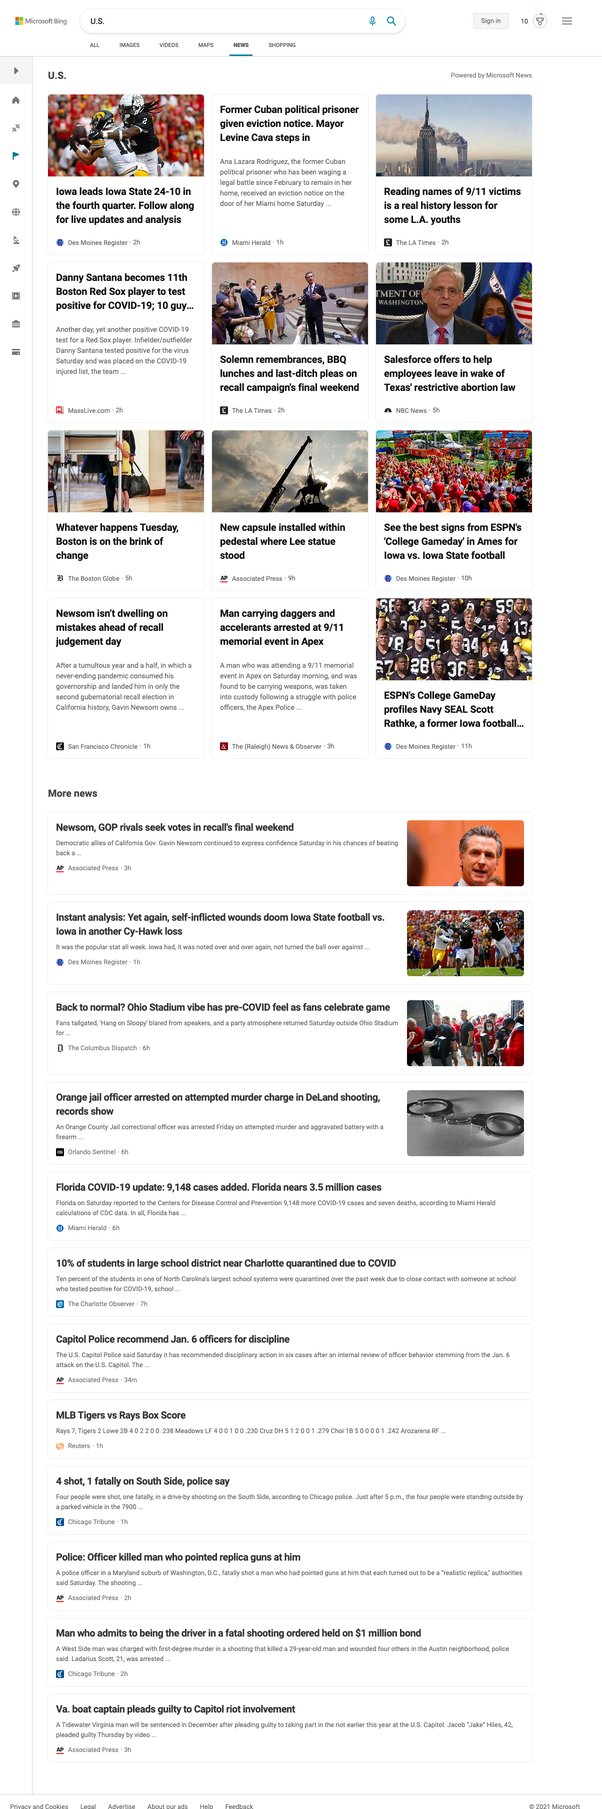 Microsoft Bing
U.S.
Sign in
10
ALL
IMAGES
VIDEOS
MAPS
NEWS
SHOPPING
U.S.
Powered by Microsoft News
Iowa leads Iowa State 24-10 in
the fourth quarter. Follow along
for live updates and analysis
Des Moines Register · 2h
Former Cuban political prisoner
given eviction notice. Mayor
Levine Cava steps in
Ana Lazara Rodriguez, the former Cuban
political prisoner who has been waging a
legal battle since February to remain in her
home, received an eviction notice on the
door of her Miami home Saturday ...
Miami Herald · 1h
Reading names of 9/11 victims
is a real history lesson for
some L.A. youths
The LA Times · 2h
Danny Santana becomes 11th
Boston Red Sox player to test
positive for COVID-19; 10 guy...
Another day, yet another positive COVID-19
test for a Red Sox player. Infielder/outfielder
Danny Santana tested positive for the virus
Saturday and was placed on the COVID-19
injured list, the team ...
MassLive.com · 2h
Solemn remembrances, BBQ
lunches and last-ditch pleas on
recall campaign's final weekend
The LA Times · 2h
TMENT OF
WASHINGTON
Salesforce offers to help
employees leave in wake of
Texas' restrictive abortion law
NBC News · 5h
Whatever happens Tuesday,
Boston is on the brink of
change
The Boston Globe · 5h
New capsule installed within
pedestal where Lee statue
stood
AP Associated Press · 9h
See the best signs from ESPN's
'College Gameday' in Ames for
Iowa vs. Iowa State football
Des Moines Register · 10h
Newsom isn't dwelling on
mistakes ahead of recall
judgement day
After a tumultuous year and a half, in which a
never-ending pandemic consumed his
governorship and landed him in only the
second gubernatorial recall election in
California history, Gavin Newsom owns ...
San Francisco Chronicle · 1h
Man carrying daggers and
accelerants arrested at 9/11
memorial event in Apex
A man who was attending a 9/11 memorial
event in Apex on Saturday morning, and was
found to be carrying weapons, was taken
into custody following a struggle with police
officers, the Apex Police ...
The (Raleigh) News & Observer · 3h
ESPN's College GameDay
profiles Navy SEAL Scott
Rathke, a former Iowa football...
Des Moines Register · 11h
More news
Newsom, GOP rivals seek votes in recall's final weekend
Democratic allies of California Gov. Gavin Newsom continued to express confidence Saturday in his chances of beating
back a ...
AP Associated Press · 3h
Instant analysis: Yet again, self-inflicted wounds doom Iowa State football vs.
Iowa in another Cy-Hawk loss
It was the popular stat all week. Iowa had, it was noted over and over again, not turned the ball over against ...
Des Moines Register · 1h
Back to normal? Ohio Stadium vibe has pre-COVID feel as fans celebrate game
Fans tailgated, 'Hang on Sloopy' blared from speakers, and a party atmosphere returned Saturday outside Ohio Stadium
for ...
The Columbus Dispatch · 6h
Orange jail officer arrested on attempted murder charge in DeLand shooting,
records show
An Orange County Jail correctional officer was arrested Friday on attempted murder and aggravated battery with a
firearm ...
Orlando Sentinel · 6h
Florida COVID-19 update: 9,148 cases added. Florida nears 3.5 million cases
Florida on Saturday reported to the Centers for Disease Control and Prevention 9,148 more COVID-19 cases and seven deaths, according to Miami Herald
calculations of CDC data. In all, Florida has ...
Miami Herald · 6h
10% of students in large school district near Charlotte quarantined due to COVID
Ten percent of the students in one of North Carolina's largest school systems were quarantined over the past week due to close contact with someone at school
who tested positive for COVID-19, school ...
The Charlotte Observer · 7h
Capitol Police recommend Jan. 6 officers for discipline
The U.S. Capitol Police said Saturday it has recommended disciplinary action in six cases after an internal review of officer behavior stemming from the Jan. 6
attack on the U.S. Capitol. The ...
AP Associated Press · 34m
MLB Tigers vs Rays Box Score
Rays 7, Tigers 2 Lowe 2B 4 0 2 2 0 0 .238 Meadows LF 4 0 0 1 0 0 .230 Cruz DH 5 1 2 0 0 1 .279 Choi 1B 5 0 0 0 0 1 .242 Arozarena RF ...
Reuters · 1h
4 shot, 1 fatally on South Side, police say
Four people were shot, one fatally, in a drive-by shooting on the South Side, according to Chicago police. Just after 5 p.m., the four people were standing outside by
a parked vehicle in the 7900 ...
Chicago Tribune · 1h
Police: Officer killed man who pointed replica guns at him
A police officer in a Maryland suburb of Washington, D.C., fatally shot a man who had pointed guns at him that each turned out to be a "realistic replica," authorities
said Saturday. The shooting ...
AP Associated Press · 2h
Man who admits to being the driver in a fatal shooting ordered held on $1 million bond
A West Side man was charged with first-degree murder in a shooting that killed a 29-year-old man and wounded four others in the Austin neighborhood, police
said. Ladarius Scott, 21, was arrested ...
Chicago Tribune · 2h
Va. boat captain pleads guilty to Capitol riot involvement
A Tidewater Virginia man will be sentenced in December after pleading guilty to taking part in the riot earlier this year at the U.S. Capitol. Jacob "Jake" Hiles, 42,
pleaded guilty Thursday by video ...
AP Associated Press · 3h
Privacy and Cookies
Legal
Advertise
About our ads
Help
Feedback
© 2021 Microsoft